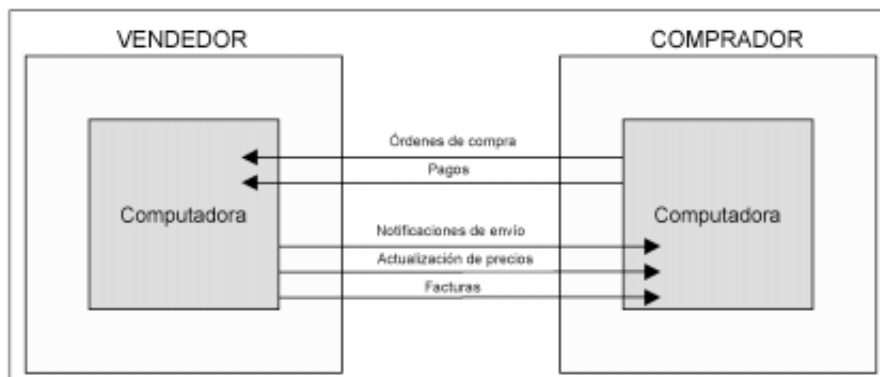 VENDEDOR
COMPRADOR
Órdenes de compra
Pagos
Computadora
Computadora
Notificaciones de envío
Actualización de precios
Facturas